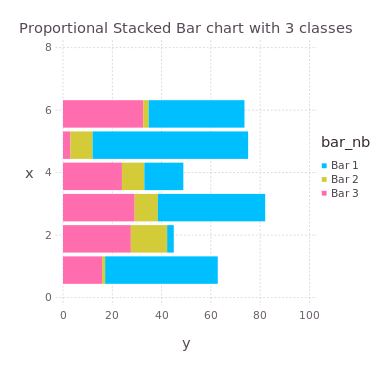 Proportional Stacked Bar chart with 3 classes
8
6
4
2
0
x
0 20 40 60 80 100
y
bar_nb
Bar 1
Bar 2
Bar 3